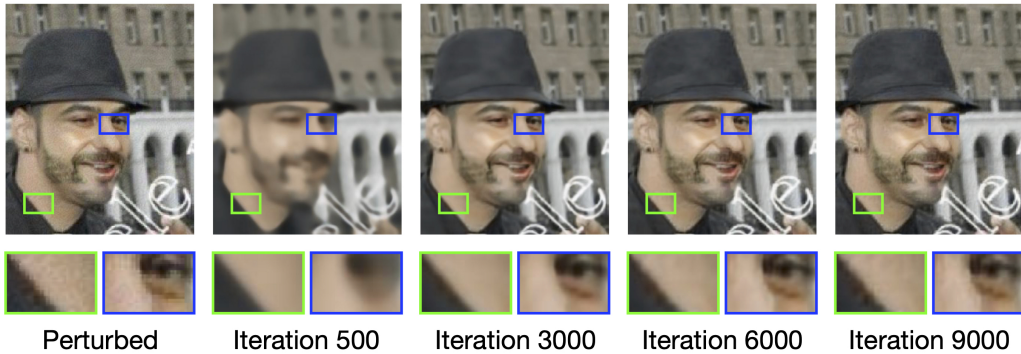 Perturbed
Iteration 500
Iteration 3000
Iteration 6000
Iteration 9000